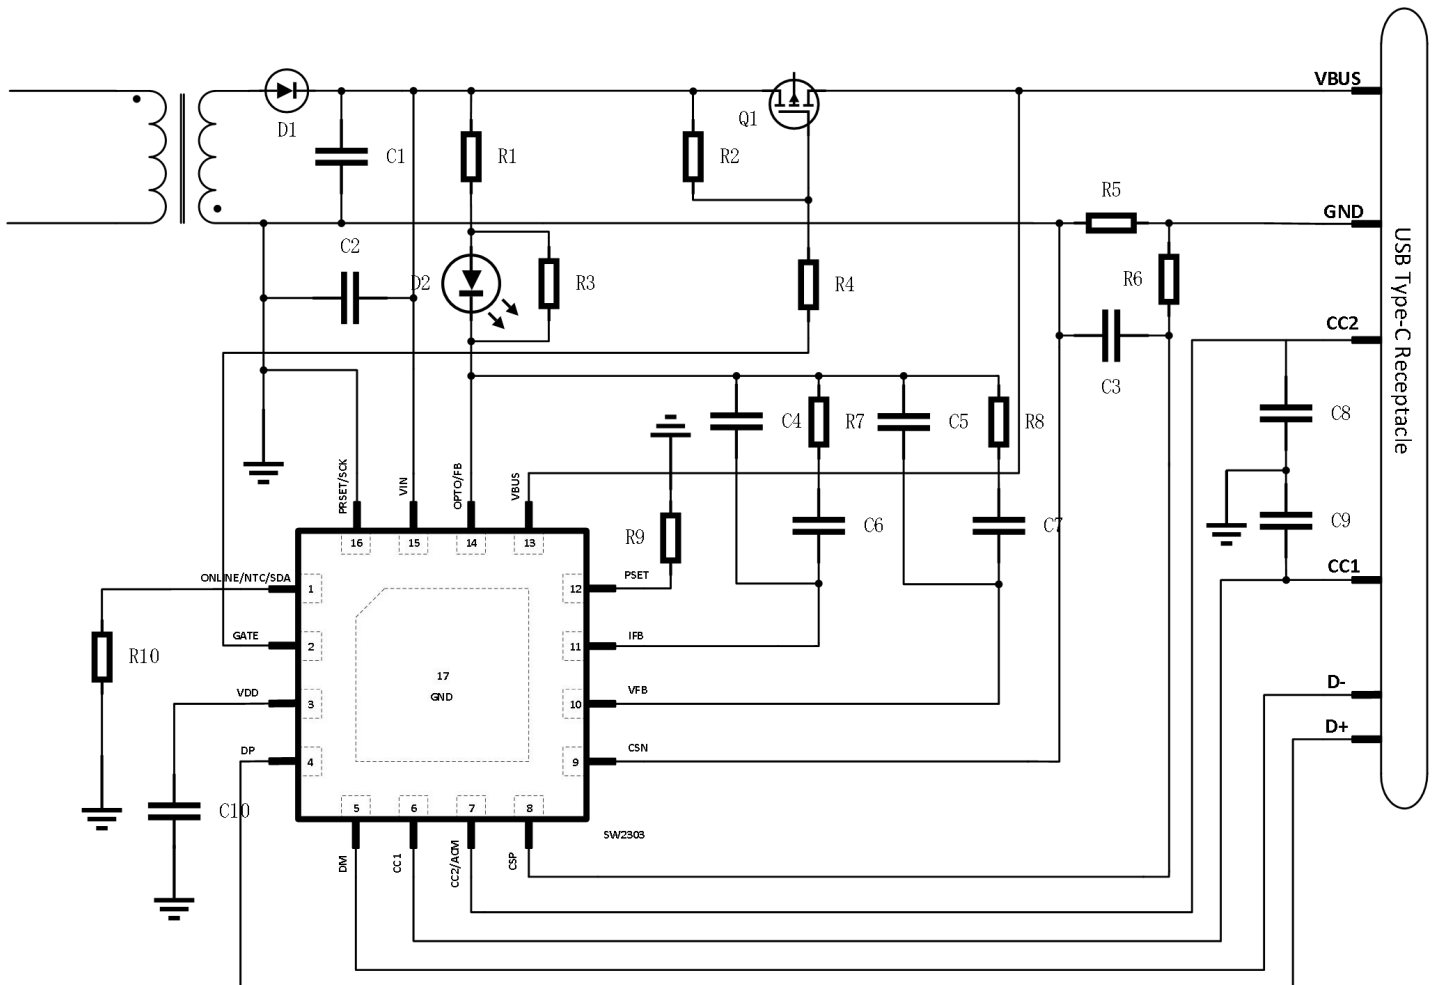 VBUS
Q1
D1
C1
R1
R2
R5
GND
C2
D2
R3
R4
R6
CC2
C3
USB Type-C Receptacle
C4
R7
C5
R8
C8
PRSET/SCK
VIN
OPTO/FB
VBUS
R9
C6
C7
C9
16
15
14
13
ONLINE/NTC/SDA
1
12
PSET
CC1
GATE
2
11
IFB
R10
17
GND
VDD
3
10
VFB
D-
D+
DP
4
9
CSN
C10
5
6
7
8
SW2303
DM
CC1
CC2/ACM
CSP